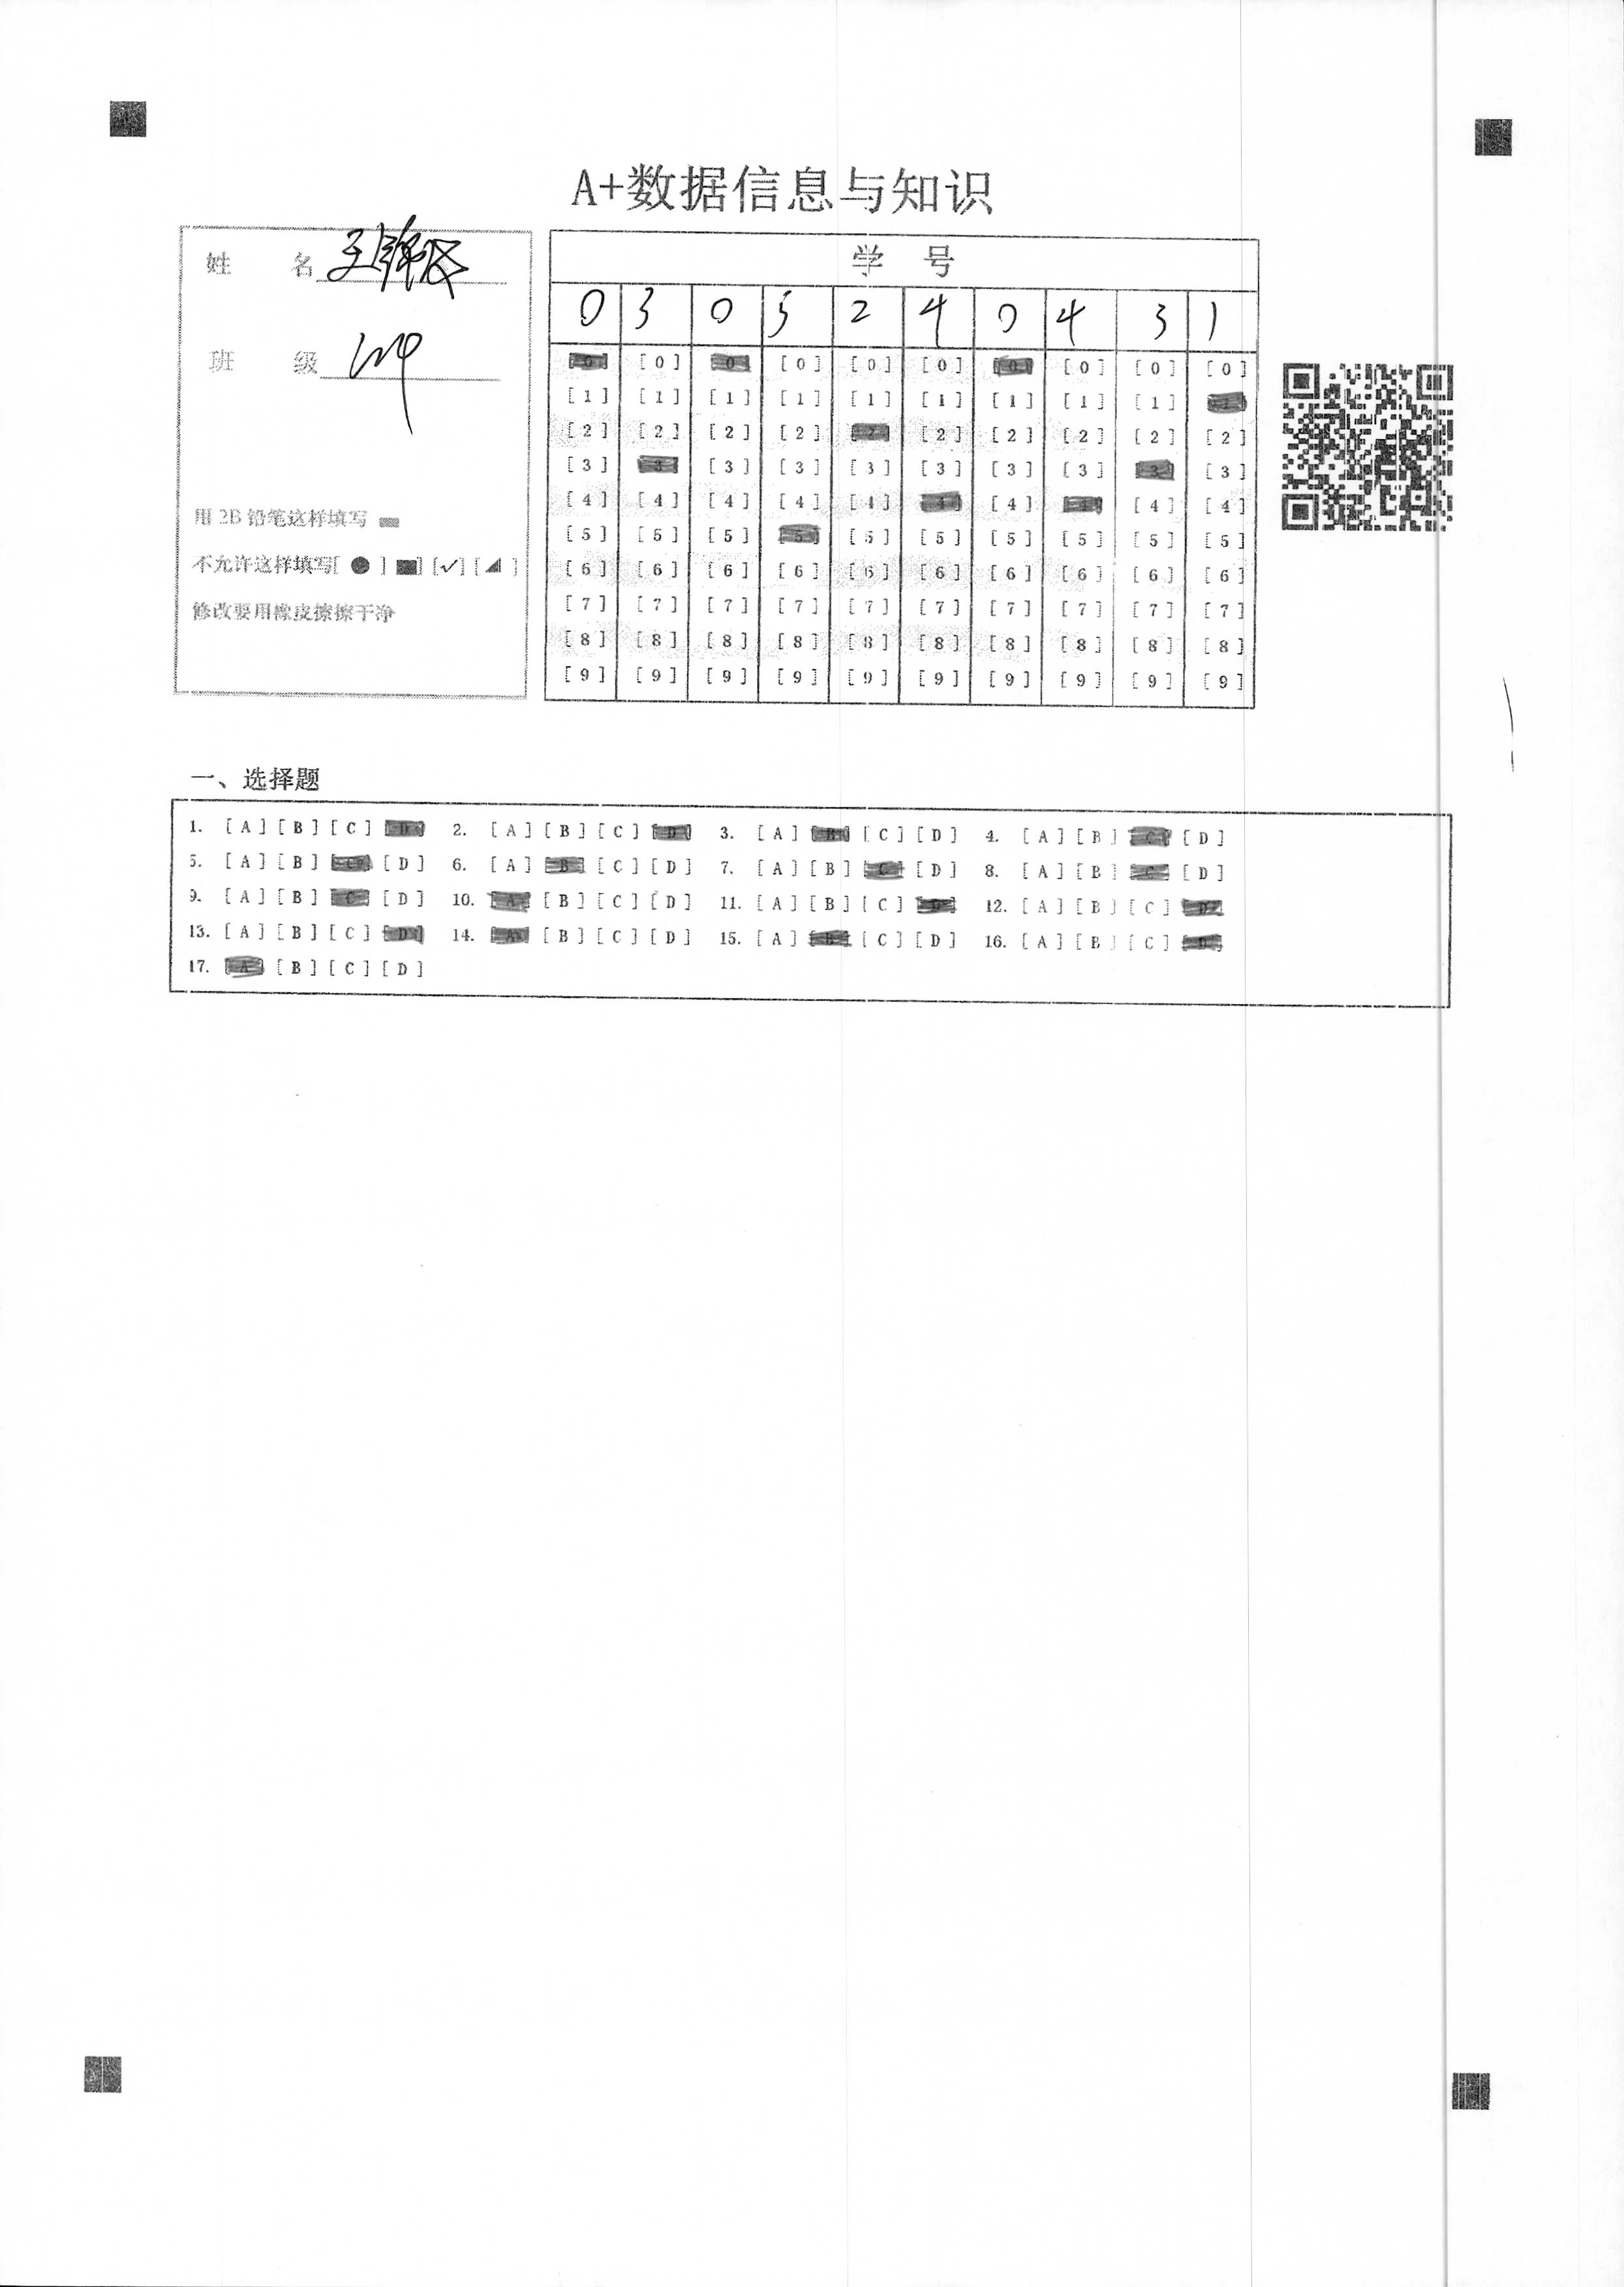 A+数据信息与知识
姓 名 王
班 级
用 2B 铅笔这样填写
不允许这样填写[ ● ] [■] [✓] [◢ ]
修改要用橡皮擦擦干净
学 号
0 3 0 5 2 4 0 4 3 1
[0] [0] [0] [0] [0] [0] [0] [0] [0] [0]
[1] [1] [1] [1] [1] [1] [1] [1] [1] [1]
[2] [2] [2] [2] [2] [2] [2] [2] [2] [2]
[3] [3] [3] [3] [3] [3] [3] [3] [3] [3]
[4] [4] [4] [4] [4] [4] [4] [4] [4] [4]
[5] [5] [5] [5] [5] [5] [5] [5] [5] [5]
[6] [6] [6] [6] [6] [6] [6] [6] [6] [6]
[7] [7] [7] [7] [7] [7] [7] [7] [7] [7]
[8] [8] [8] [8] [8] [8] [8] [8] [8] [8]
[9] [9] [9] [9] [9] [9] [9] [9] [9] [9]
一、选择题
1. [A] [B] [C] [D] 2. [A] [B] [C] [D] 3. [A] [B] [C] [D] 4. [A] [B] [C] [D]
5. [A] [B] [C] [D] 6. [A] [B] [C] [D] 7. [A] [B] [C] [D] 8. [A] [B] [C] [D]
9. [A] [B] [C] [D] 10. [A] [B] [C] [D] 11. [A] [B] [C] [D] 12. [A] [B] [C] [D]
13. [A] [B] [C] [D] 14. [A] [B] [C] [D] 15. [A] [B] [C] [D] 16. [A] [B] [C] [D]
17. [A] [B] [C] [D]